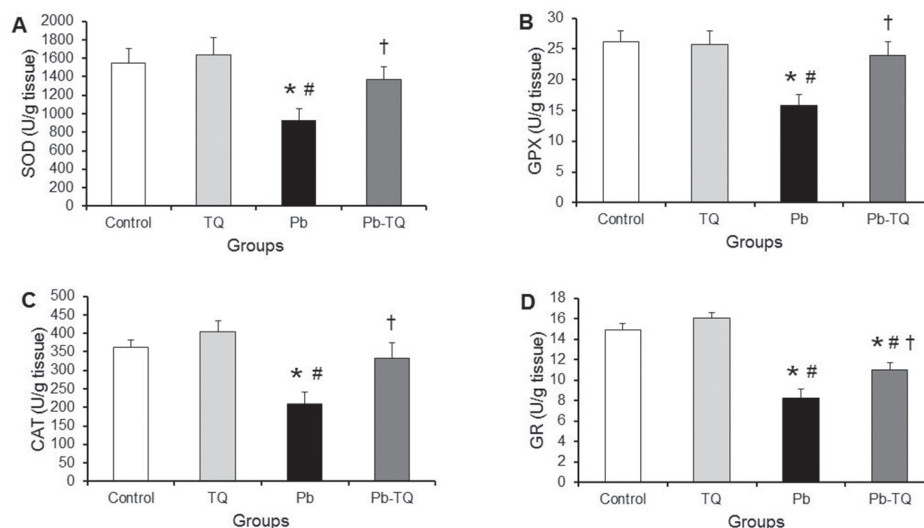 A
SOD (U/g tissue)
2000
1800
1600
1400
1200
1000
800
600
400
200
0
* #
†
Control TQ Pb Pb-TQ
Groups
B
GPX (U/g tissue)
30
25
20
15
10
5
0
* #
†
Control TQ Pb Pb-TQ
Groups
C
CAT (U/g tissue)
500
450
400
350
300
250
200
150
100
50
0
* #
†
Control TQ Pb Pb-TQ
Groups
D
GR (U/g tissue)
18
16
14
12
10
8
6
4
2
0
* #
* # †
Control TQ Pb Pb-TQ
Groups